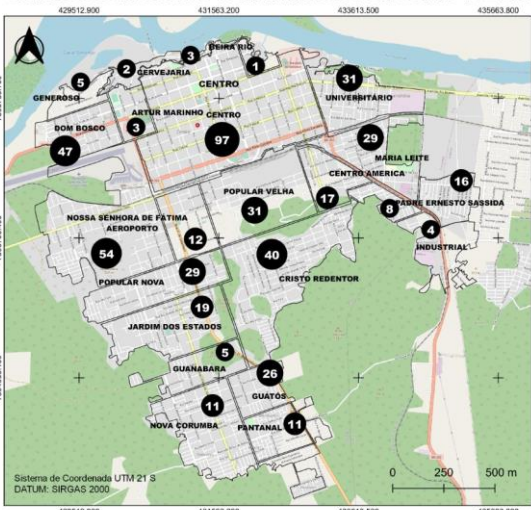 429512.900 431563.200 433613.500 435663.800
BEIRA RIO
3
1
2
CERVEJARIA
5
CENTRO
31
GENEROSO
UNIVERSITÁRIO
ARTUR MARINHO
CENTRO
DOM BOSCO
3
97
29
47
MARIA LEITE
CENTRO AMERICA
16
POPULAR VELHA
17
PADRE ERNESTO SASSIDA
31
8
NOSSA SENHORA DE FÁTIMA
AEROPORTO
12
4
54
40
INDUSTRIAL
29
POPULAR NOVA
CRISTO REDENTOR
19
JARDIM DOS ESTADOS
5
GUANABARA
26
GUATÓS
11
11
NOVA CORUMBA
PANTANAL
Sistema de Coordenada UTM 21 S
DATUM: SIRGAS 2000
0 250 500 m